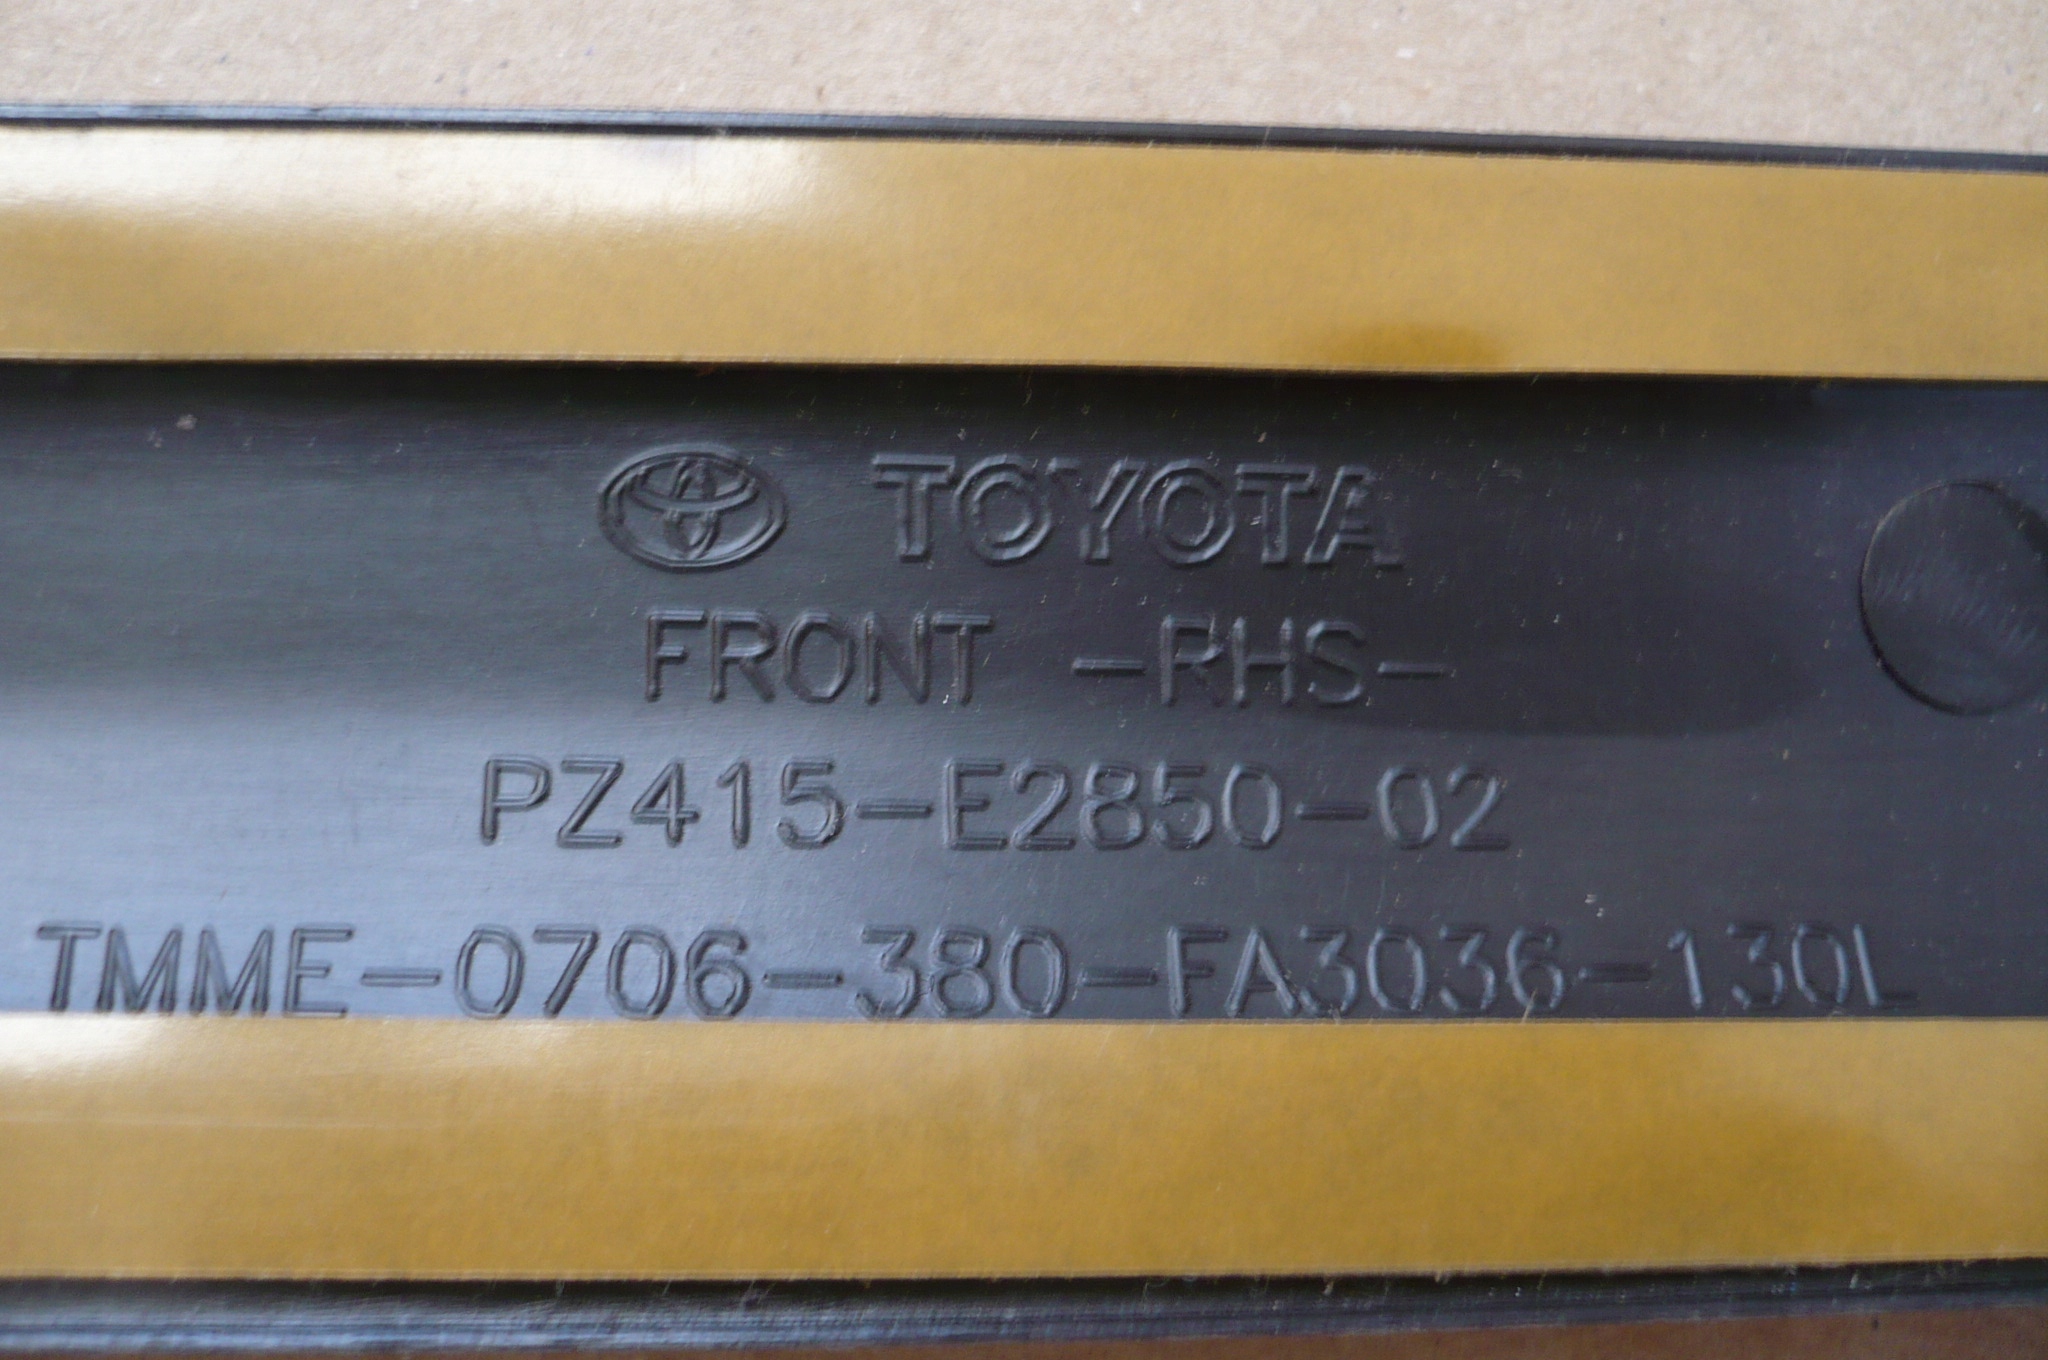 TOYOTA
FRONT -RHS-
PZ415-E2850-02
TMME-0706-380-FA3036-130L